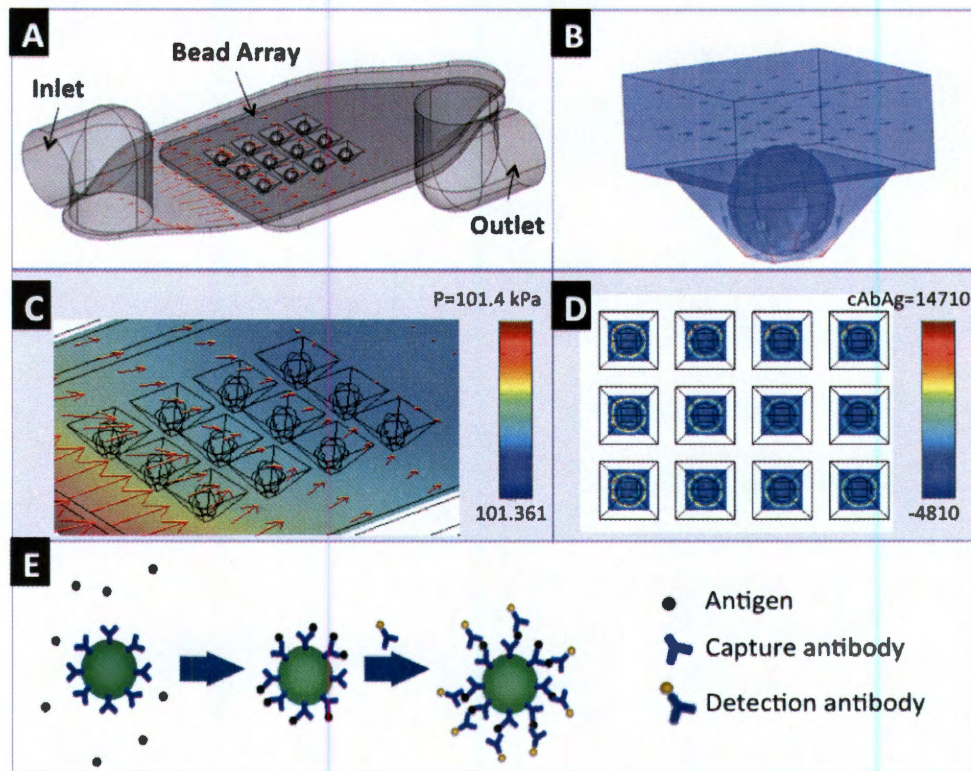 A
Bead Array
Inlet
Outlet
B
C
P=101.4 kPa
101.361
D
cAbAg=14710
-4810
E
Antigen
Capture antibody
Detection antibody